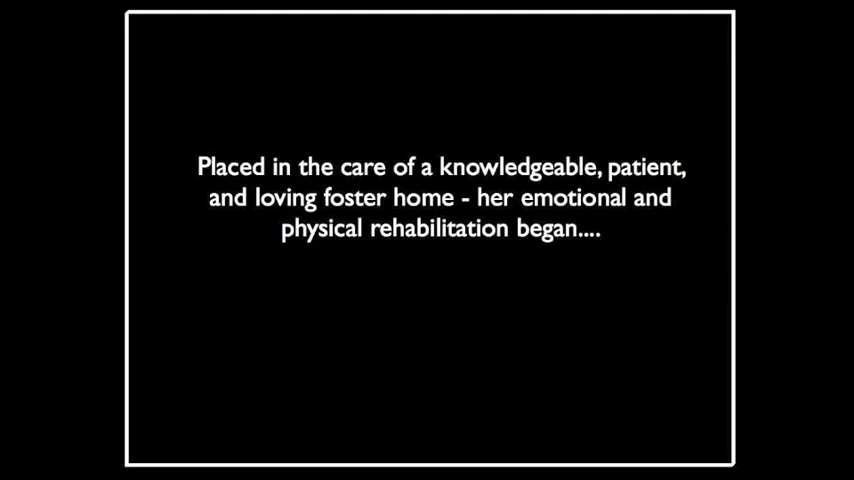 Placed in the care of a knowledgeable, patient,
and loving foster home - her emotional and
physical rehabilitation began....